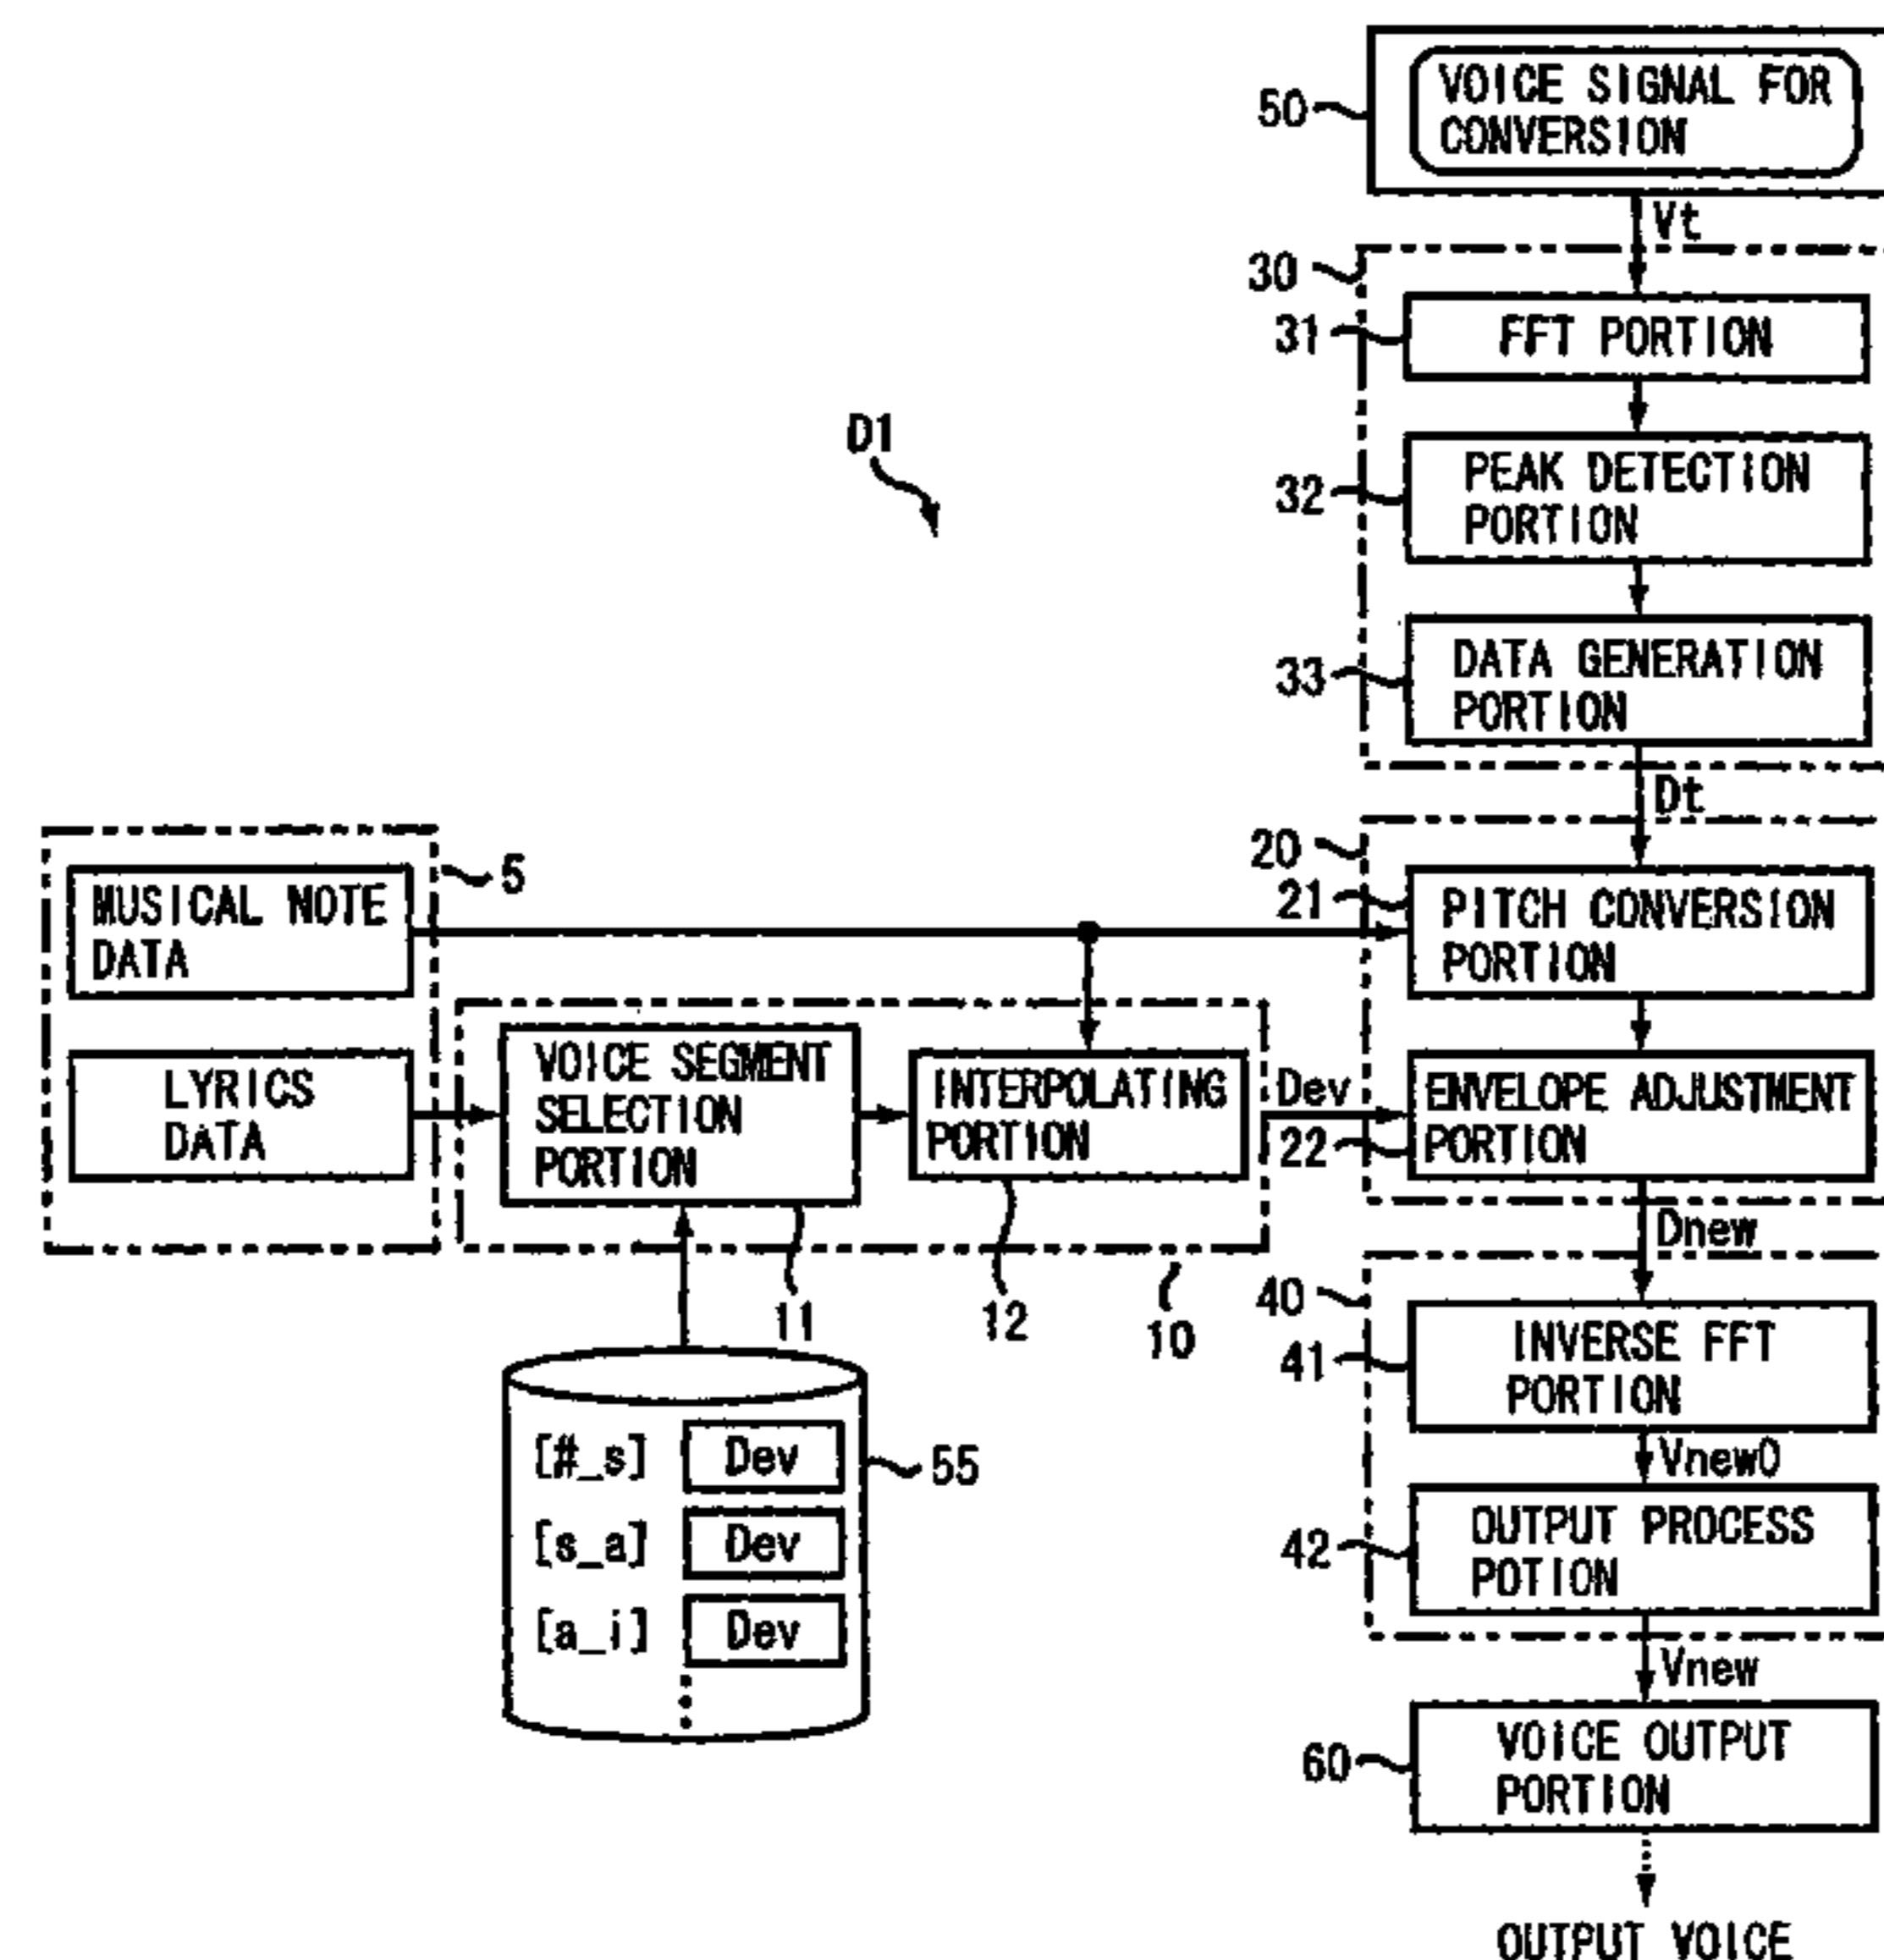 50
VOICE SIGNAL FOR
CONVERSION
Vt
30
31
FFT PORTION
D1
32
PEAK DETECTION
PORTION
33
DATA GENERATION
PORTION
Dt
5
MUSICAL NOTE
DATA
20
21
PITCH CONVERSION
PORTION
LYRICS
DATA
VOICE SEGMENT
SELECTION
PORTION
INTERPOLATING
PORTION
Dev
22
ENVELOPE ADJUSTMENT
PORTION
Dnew
11
12
10
40
41
INVERSE FFT
PORTION
Vnew0
[#_s] Dev
55
[s_a] Dev
[a_i] Dev
42
OUTPUT PROCESS
POTION
Vnew
60
VOICE OUTPUT
PORTION
OUTPUT VOICE